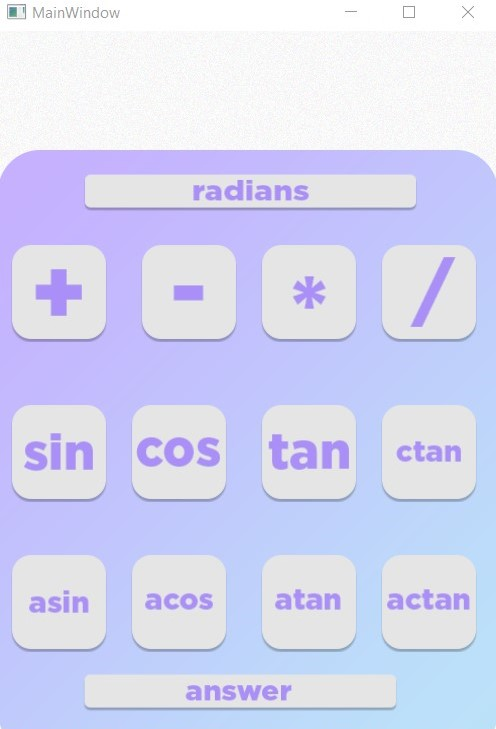 MainWindow
radians
+ - * /
sin cos tan ctan
asin acos atan actan
answer